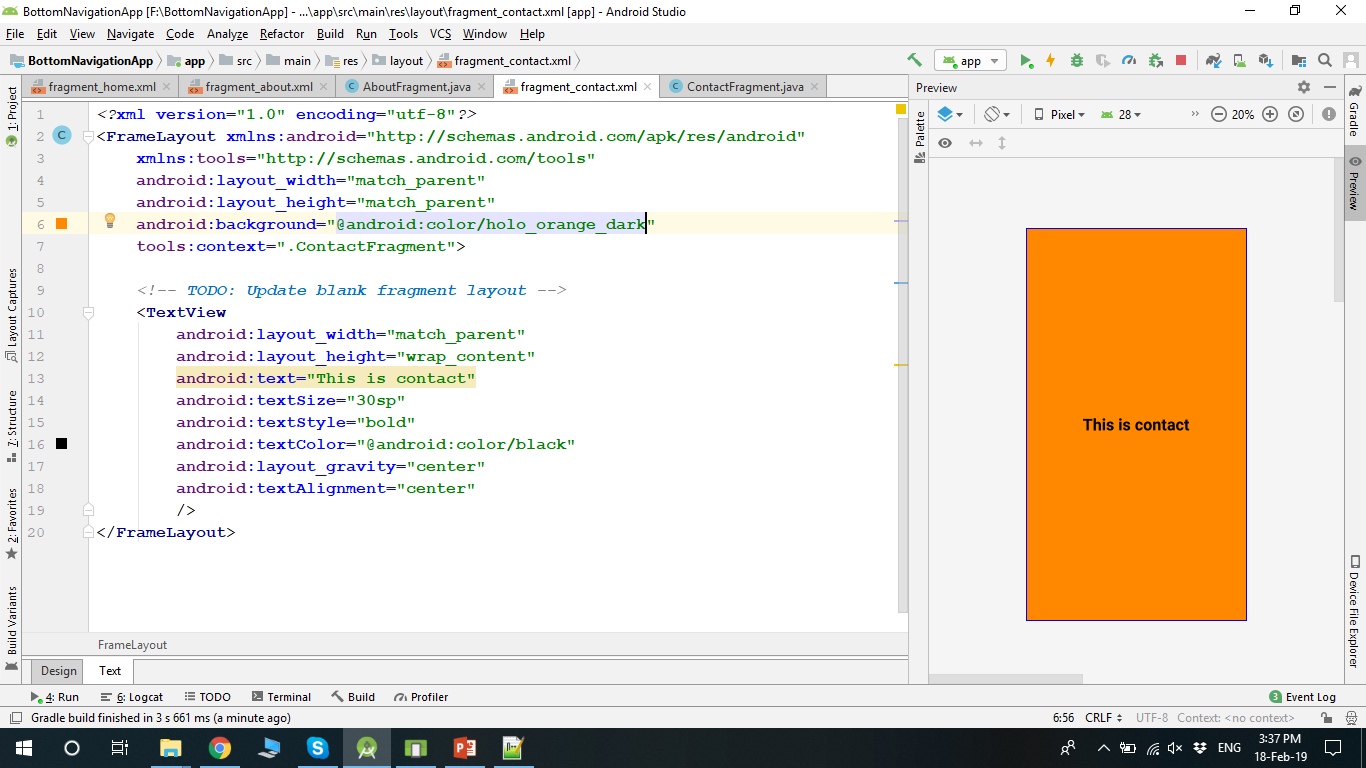 BottomNavigationApp [F:\BottomNavigationApp] - ...\app\src\main\res\layout\fragment_contact.xml [app] - Android Studio
File Edit View Navigate Code Analyze Refactor Build Run Tools VCS Window Help
BottomNavigationApp app src main res layout fragment_contact.xml app
fragment_home.xml fragment_about.xml AboutFragment.java fragment_contact.xml ContactFragment.java
Preview
Pixel 28 20%
1: Project
Layout Captures
7: Structure
2: Favorites
Build Variants
1 <?xml version="1.0" encoding="utf-8"?>
2 C <FrameLayout xmlns:android="http://schemas.android.com/apk/res/android"
3 xmlns:tools="http://schemas.android.com/tools"
4 android:layout_width="match_parent"
5 android:layout_height="match_parent"
6 android:background="@android:color/holo_orange_dark"
7 tools:context=".ContactFragment">
8
9 <!-- TODO: Update blank fragment layout -->
10 <TextView
11 android:layout_width="match_parent"
12 android:layout_height="wrap_content"
13 android:text="This is contact"
14 android:textSize="30sp"
15 android:textStyle="bold"
16 android:textColor="@android:color/black"
17 android:layout_gravity="center"
18 android:textAlignment="center"
19 />
20 </FrameLayout>
FrameLayout
Design Text
Palette
This is contact
Gradle
Preview
Device File Explorer
4: Run 6: Logcat TODO Terminal Build Profiler 3 Event Log
Gradle build finished in 3 s 661 ms (a minute ago) 6:56 CRLF UTF-8 Context: <no context>
ENG 3:37 PM
18-Feb-19